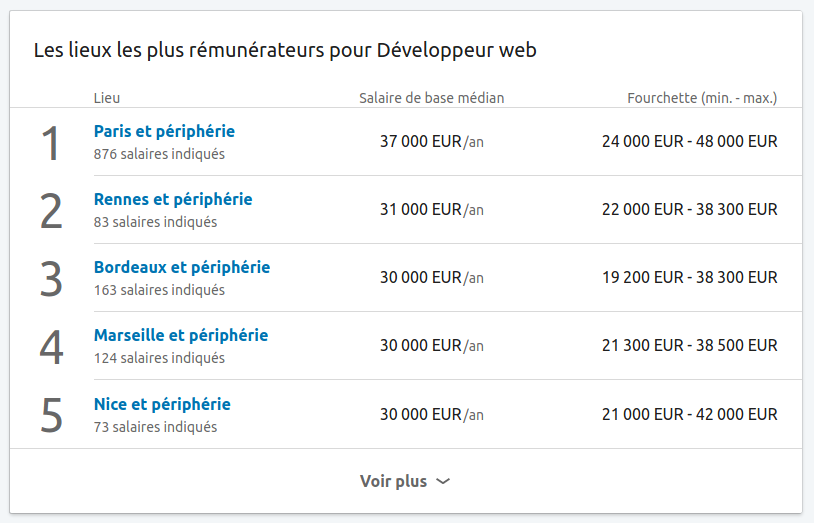 Les lieux les plus rémunérateurs pour Développeur web
Lieu Salaire de base médian Fourchette (min. - max.)
1 Paris et périphérie 37 000 EUR/an 24 000 EUR - 48 000 EUR
876 salaires indiqués
2 Rennes et périphérie 31 000 EUR/an 22 000 EUR - 38 300 EUR
83 salaires indiqués
3 Bordeaux et périphérie 30 000 EUR/an 19 200 EUR - 38 300 EUR
163 salaires indiqués
4 Marseille et périphérie 30 000 EUR/an 21 300 EUR - 38 500 EUR
124 salaires indiqués
5 Nice et périphérie 30 000 EUR/an 21 000 EUR - 42 000 EUR
73 salaires indiqués
Voir plus